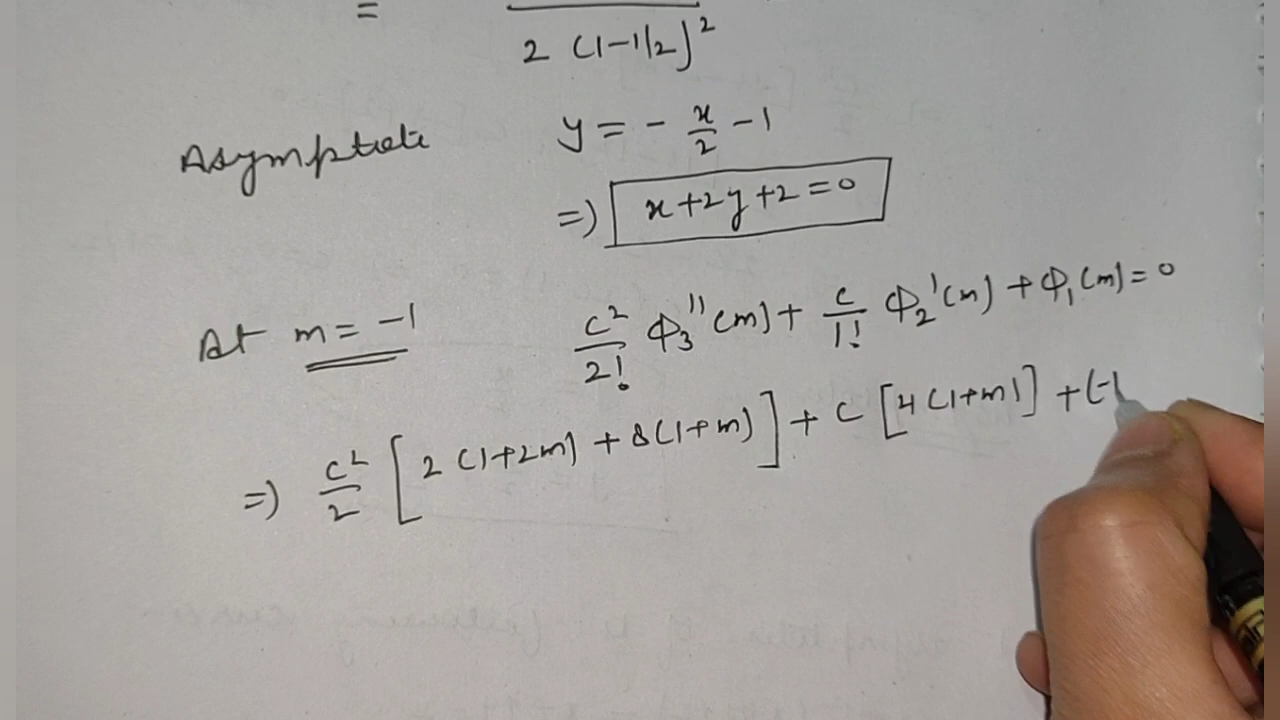 = 2 (1-1/2)²
Asymptote y = - x/2 - 1
=) x+2y+2=0
At m = -1 c²/2! Φ₃''(m) + c/1! Φ₂'(m) + Φ₁(m) = 0
=) c²/2 [2(1+2m) + 8(1+m)] + c [4(1+m)] + (-1